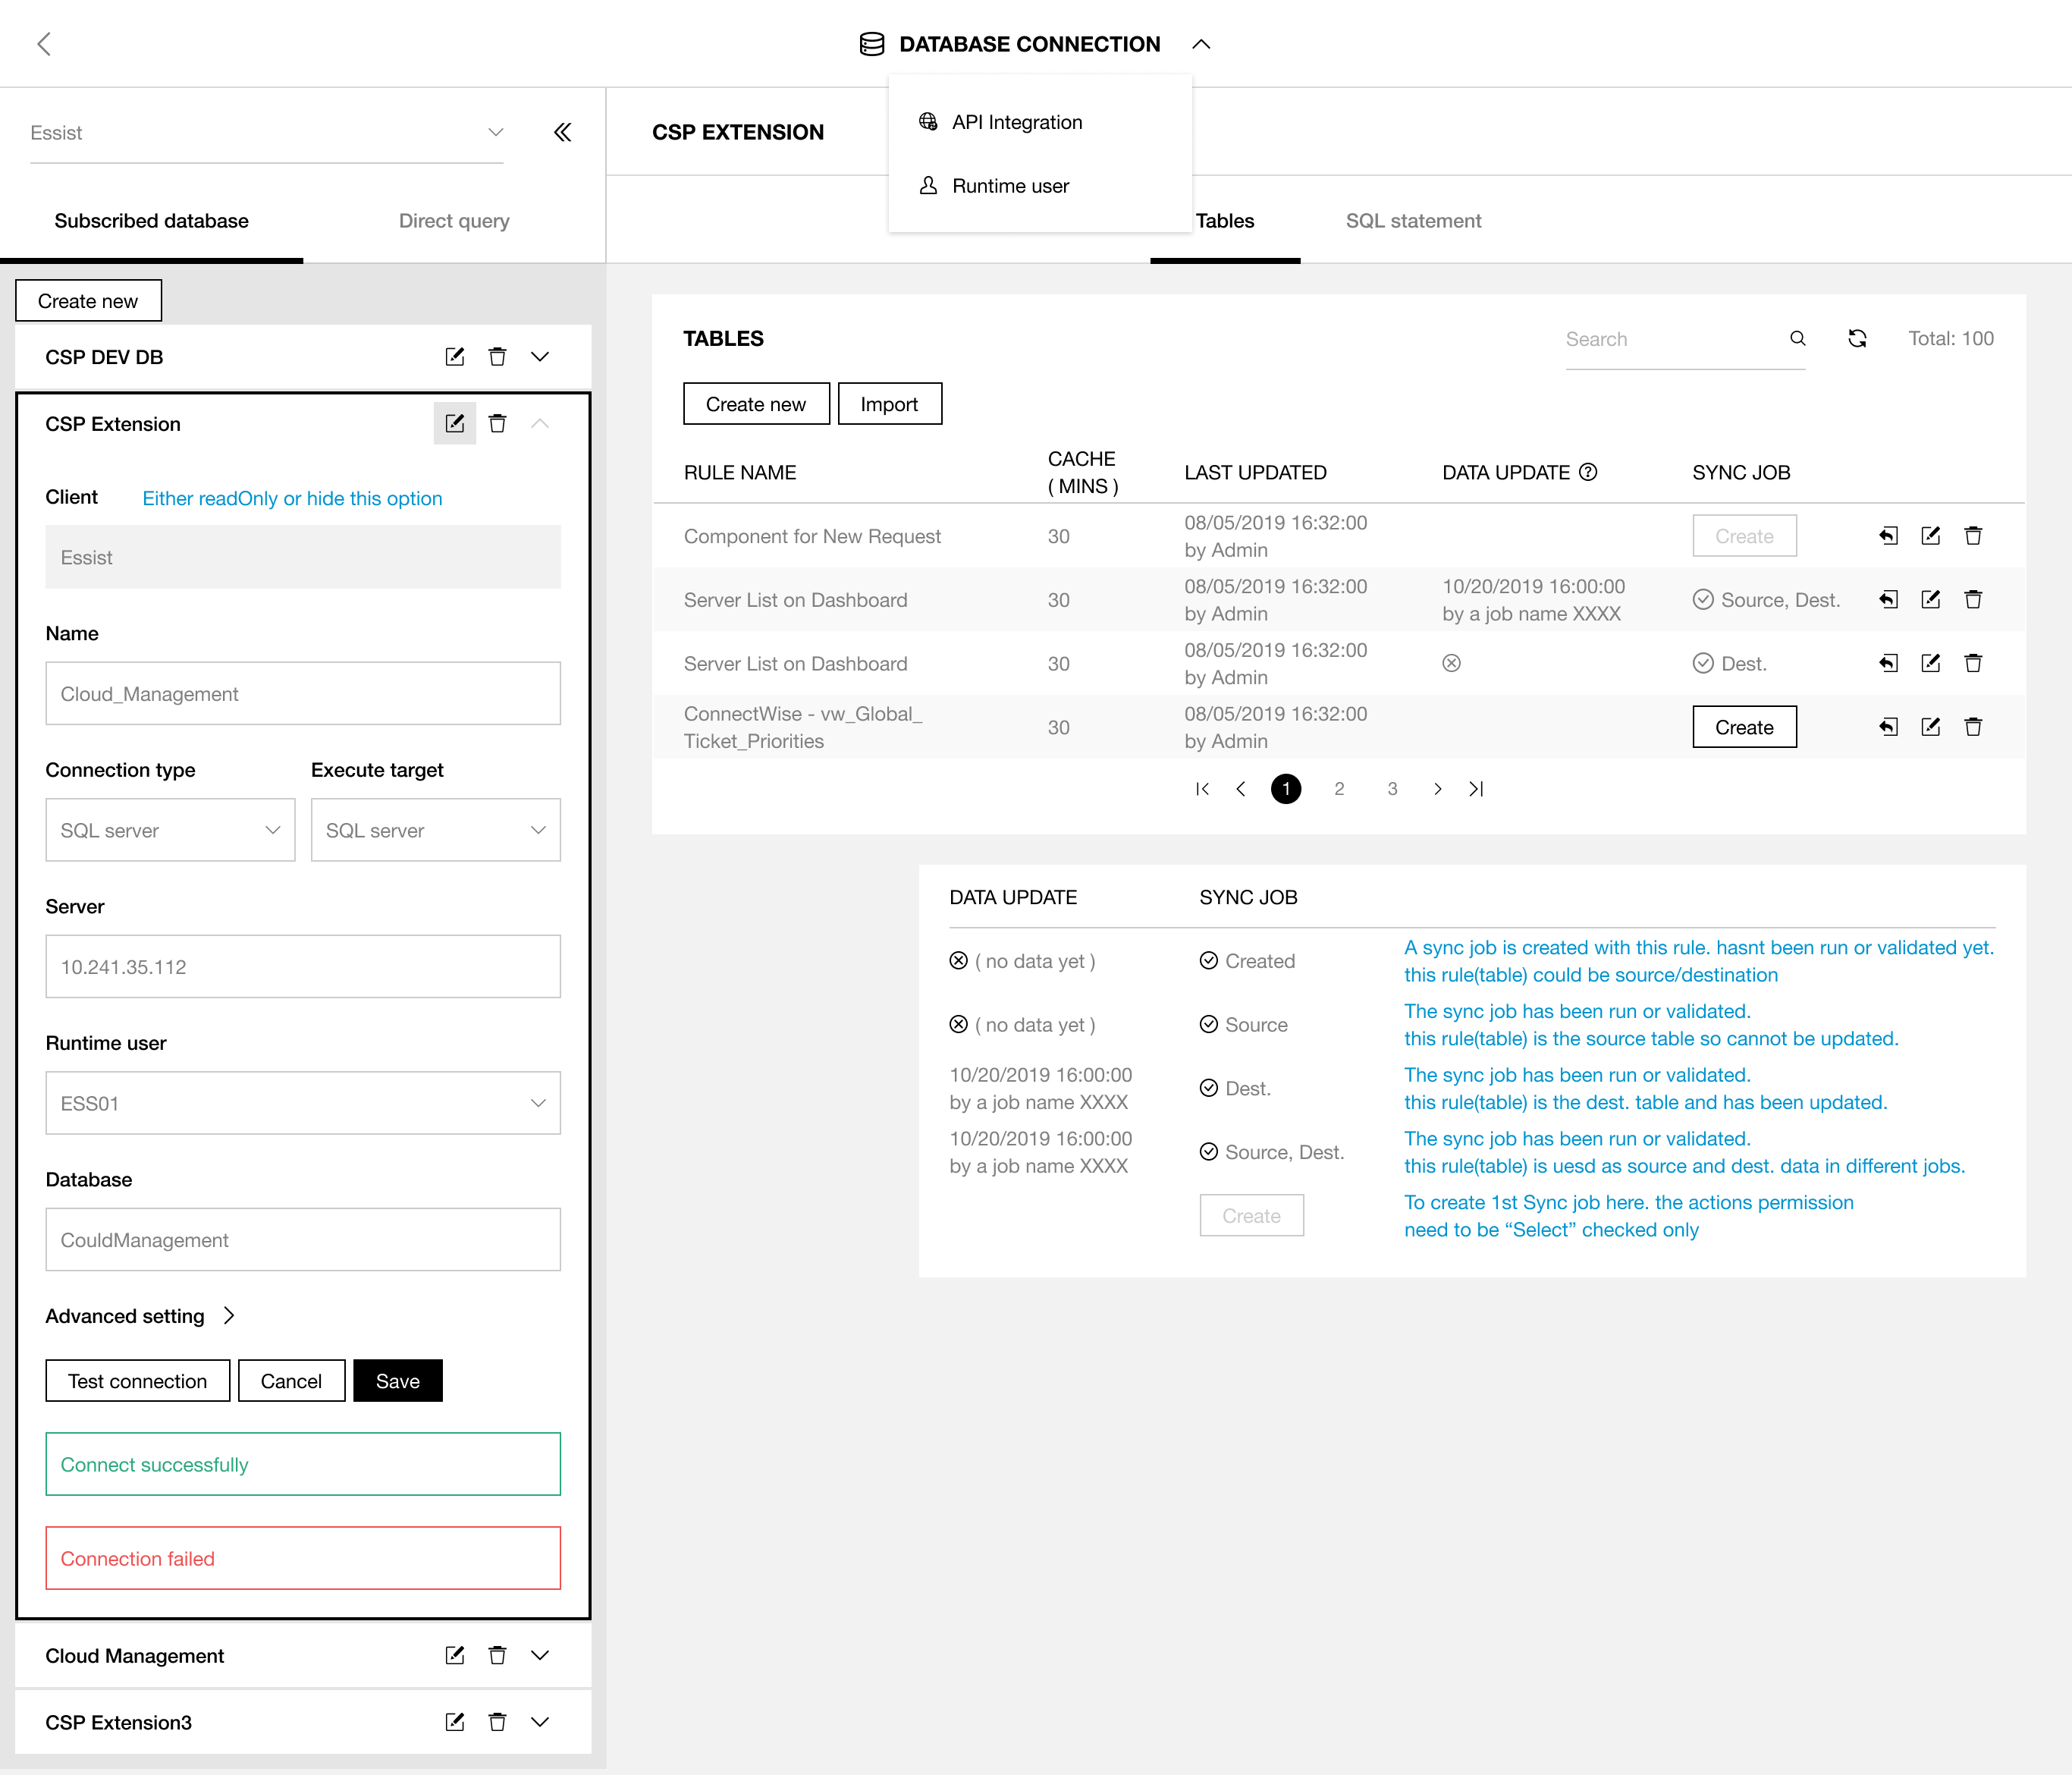 DATABASE CONNECTION
API Integration
Runtime user
Essist
Subscribed database
Direct query
Create new
CSP DEV DB
CSP Extension
Client
Either readOnly or hide this option
Essist
Name
Cloud_Management
Connection type
Execute target
SQL server
SQL server
Server
10.241.35.112
Runtime user
ESS01
Database
CouldManagement
Advanced setting
Test connection
Cancel
Save
Connect successfully
Connection failed
Cloud Management
CSP Extension3
CSP EXTENSION
Tables
SQL statement
TABLES
Search
Total: 100
Create new
Import
RULE NAME
CACHE
( MINS )
LAST UPDATED
DATA UPDATE
SYNC JOB
Component for New Request
30
08/05/2019 16:32:00
by Admin
Create
Server List on Dashboard
30
08/05/2019 16:32:00
by Admin
10/20/2019 16:00:00
by a job name XXXX
Source, Dest.
Server List on Dashboard
30
08/05/2019 16:32:00
by Admin
Dest.
ConnectWise - vw_Global_
Ticket_Priorities
30
08/05/2019 16:32:00
by Admin
Create
1
2
3
DATA UPDATE
SYNC JOB
( no data yet )
Created
A sync job is created with this rule. hasnt been run or validated yet.
this rule(table) could be source/destination
( no data yet )
Source
The sync job has been run or validated.
this rule(table) is the source table so cannot be updated.
10/20/2019 16:00:00
by a job name XXXX
Dest.
The sync job has been run or validated.
this rule(table) is the dest. table and has been updated.
10/20/2019 16:00:00
by a job name XXXX
Source, Dest.
The sync job has been run or validated.
this rule(table) is uesd as source and dest. data in different jobs.
Create
To create 1st Sync job here. the actions permission
need to be “Select” checked only